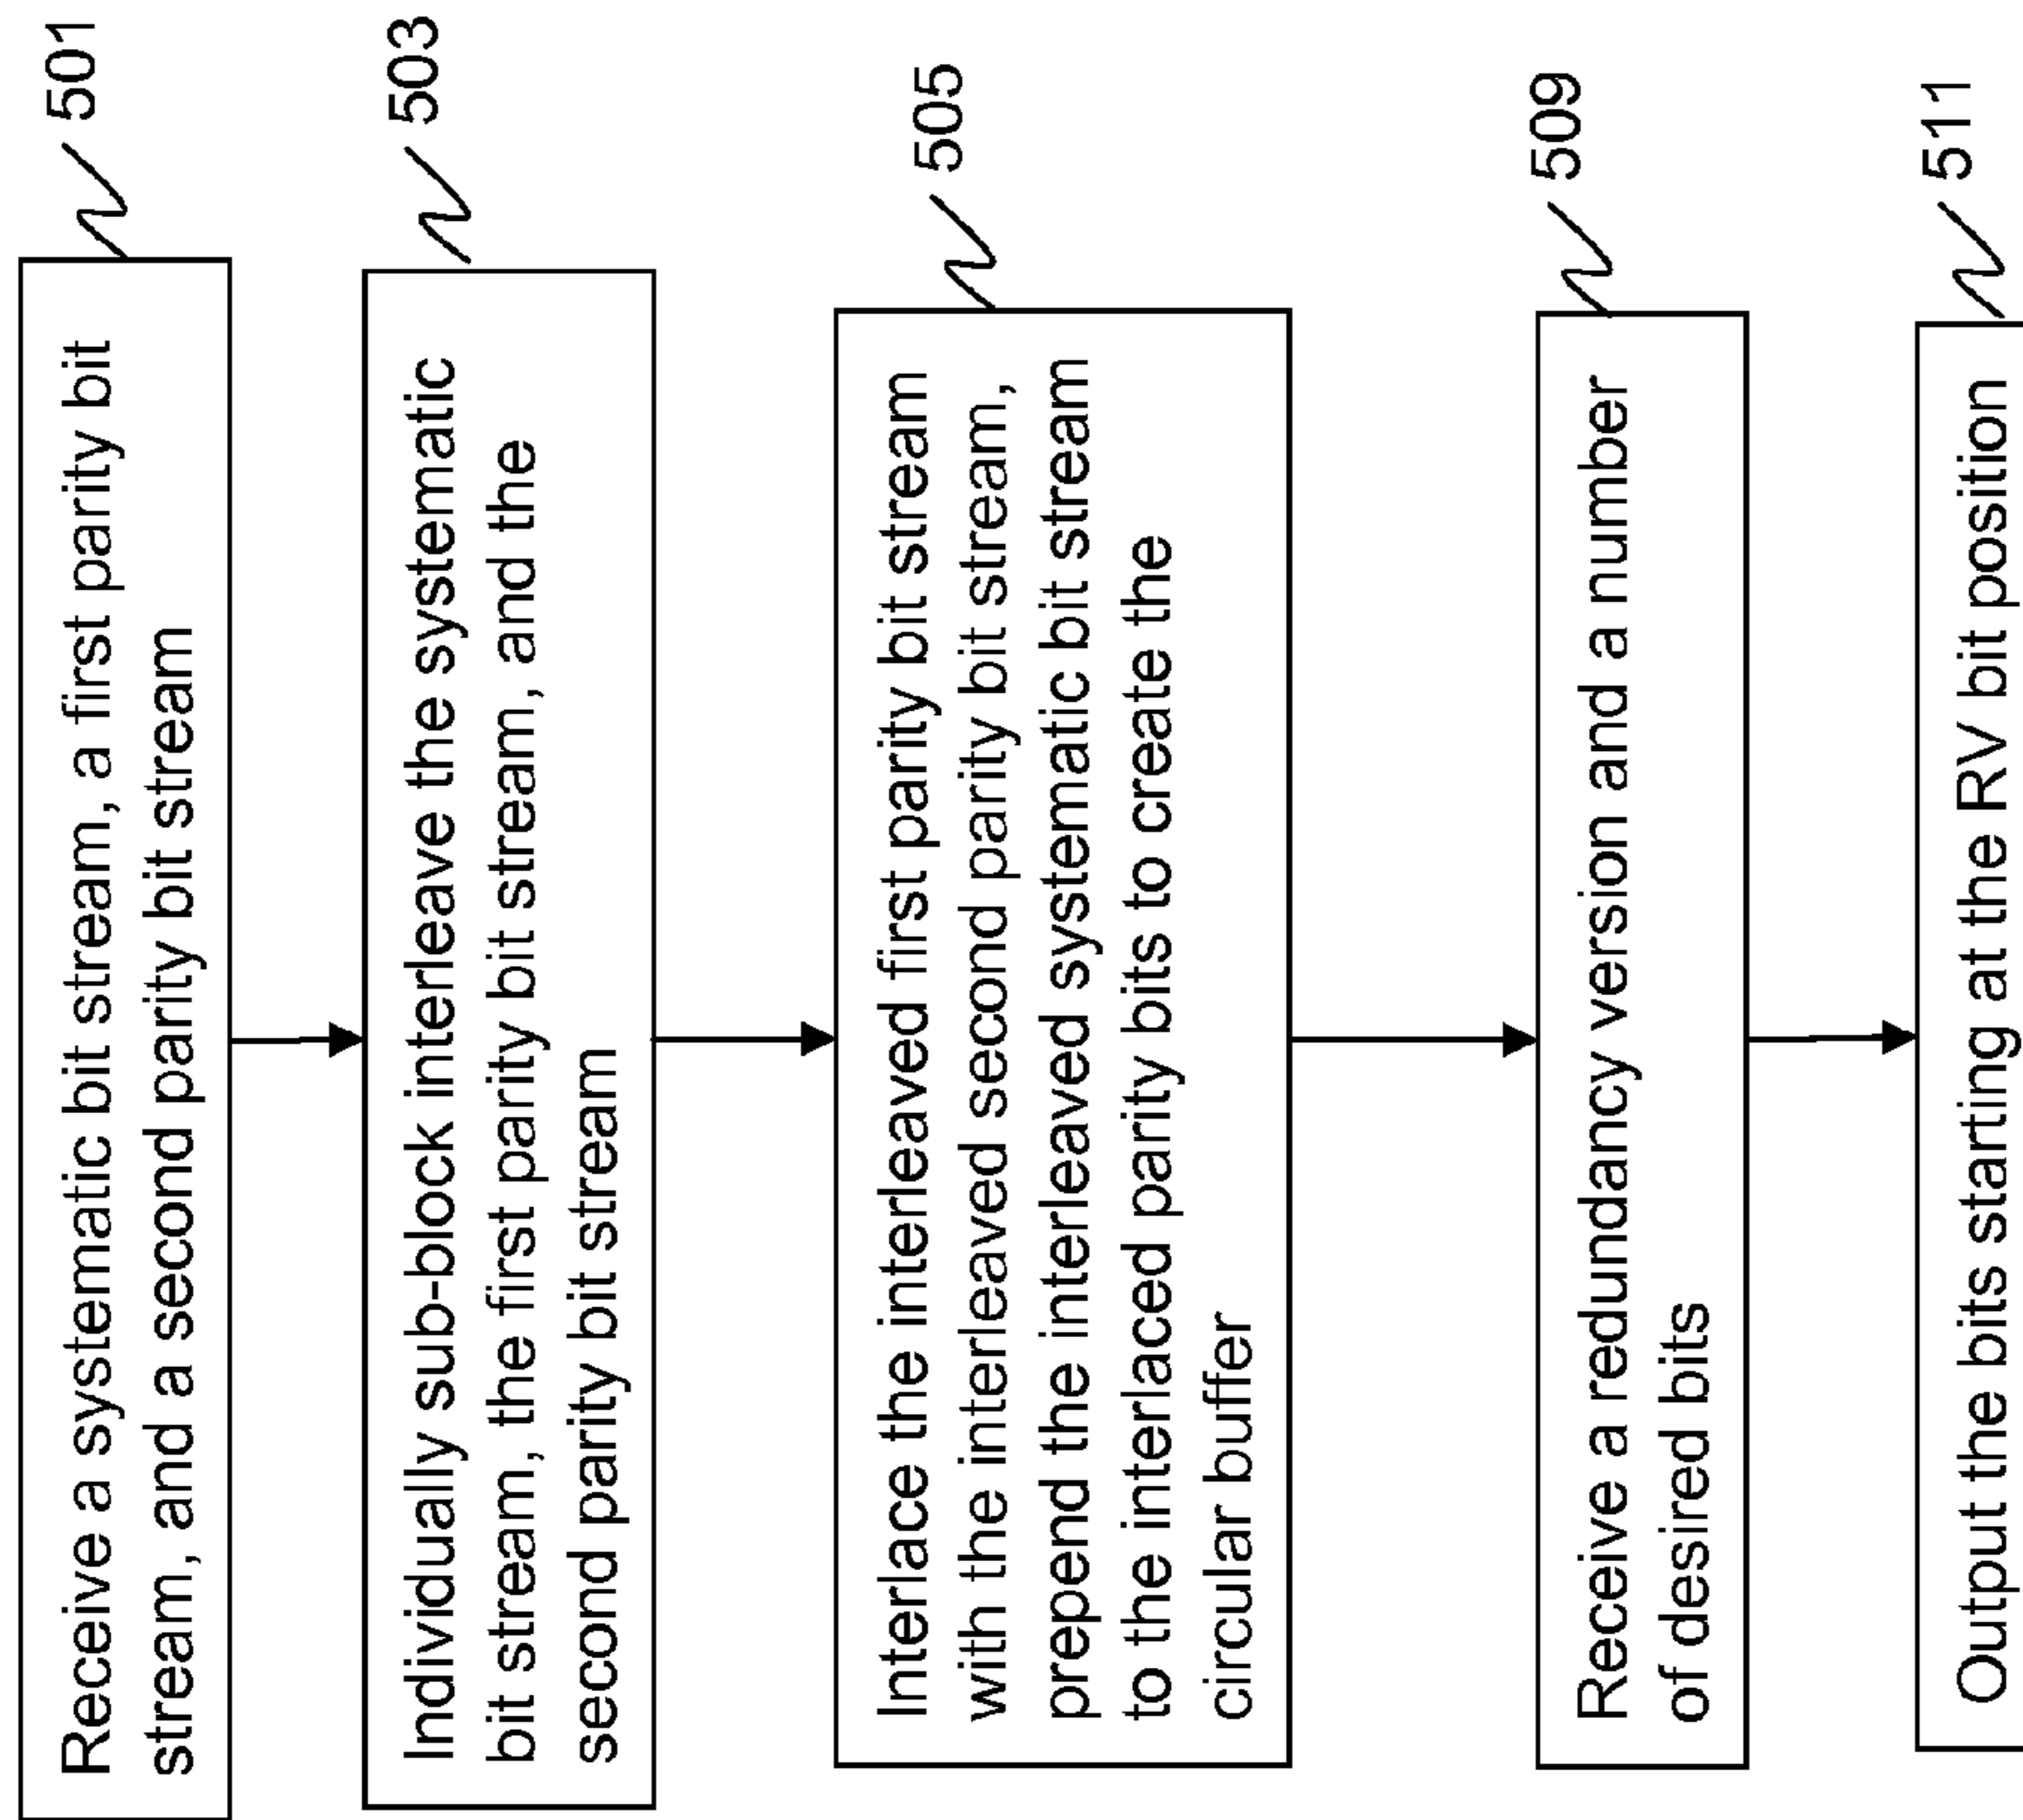 Receive a systematic bit stream, a first parity bit
stream, and a second parity bit stream
501
Individually sub-block interleave the systematic
bit stream, the first parity bit stream, and the
second parity bit stream
503
Interlace the interleaved first parity bit stream
with the interleaved second parity bit stream,
prepend the interleaved systematic bit stream
to the interlaced parity bits to create the
circular buffer
505
Receive a redundancy version and a number
of desired bits
509
Output the bits starting at the RV bit position
511